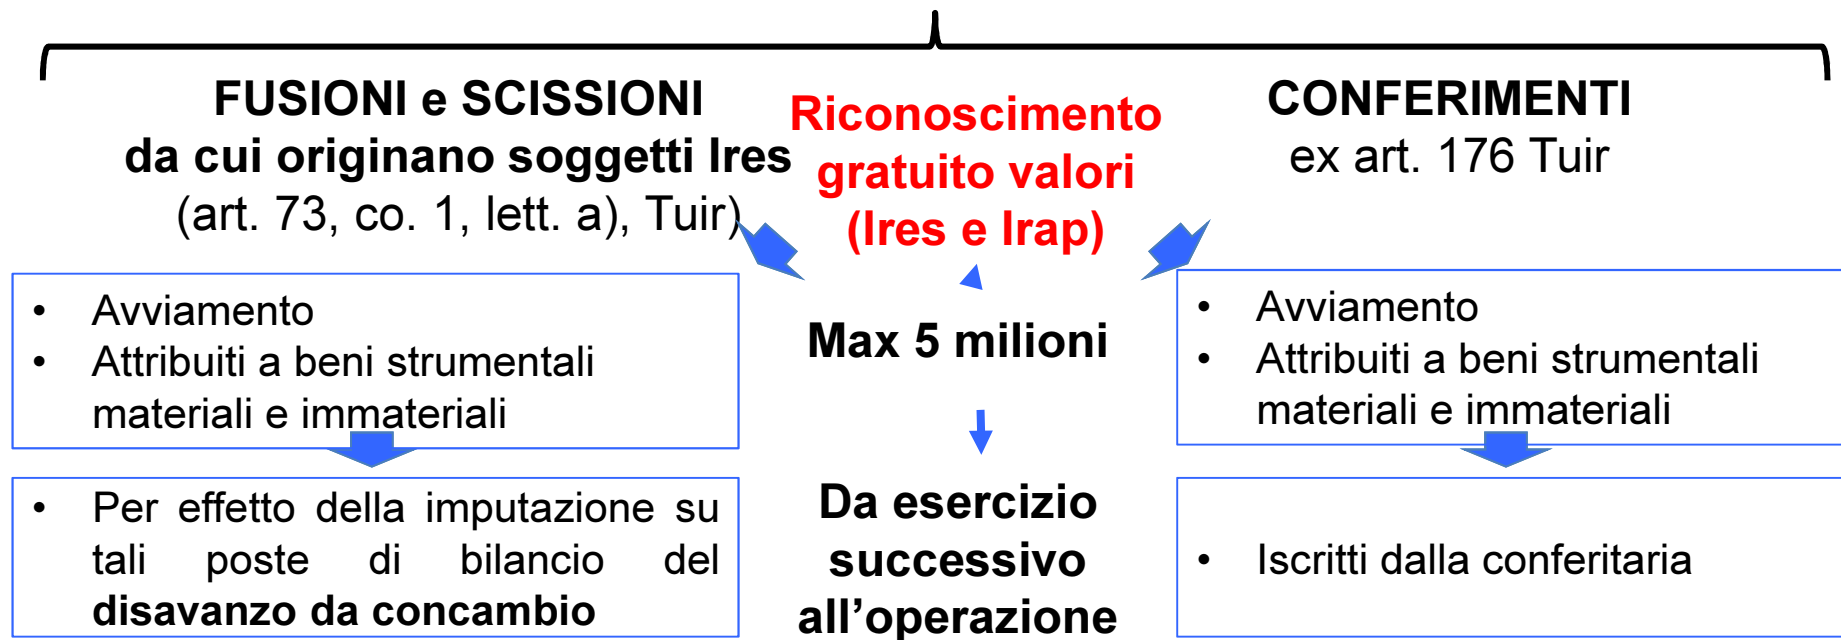 FUSIONI e SCISSIONI
da cui originano soggetti Ires
(art. 73, co. 1, lett. a), Tuir)
Riconoscimento
gratuito valori
(Ires e Irap)
CONFERIMENTI
ex art. 176 Tuir
• Avviamento
• Attribuiti a beni strumentali
materiali e immateriali
Max 5 milioni
• Avviamento
• Attribuiti a beni strumentali
materiali e immateriali
• Per effetto della imputazione su
tali poste di bilancio del
disavanzo da concambio
Da esercizio
successivo
all’operazione
• Iscritti dalla conferitaria